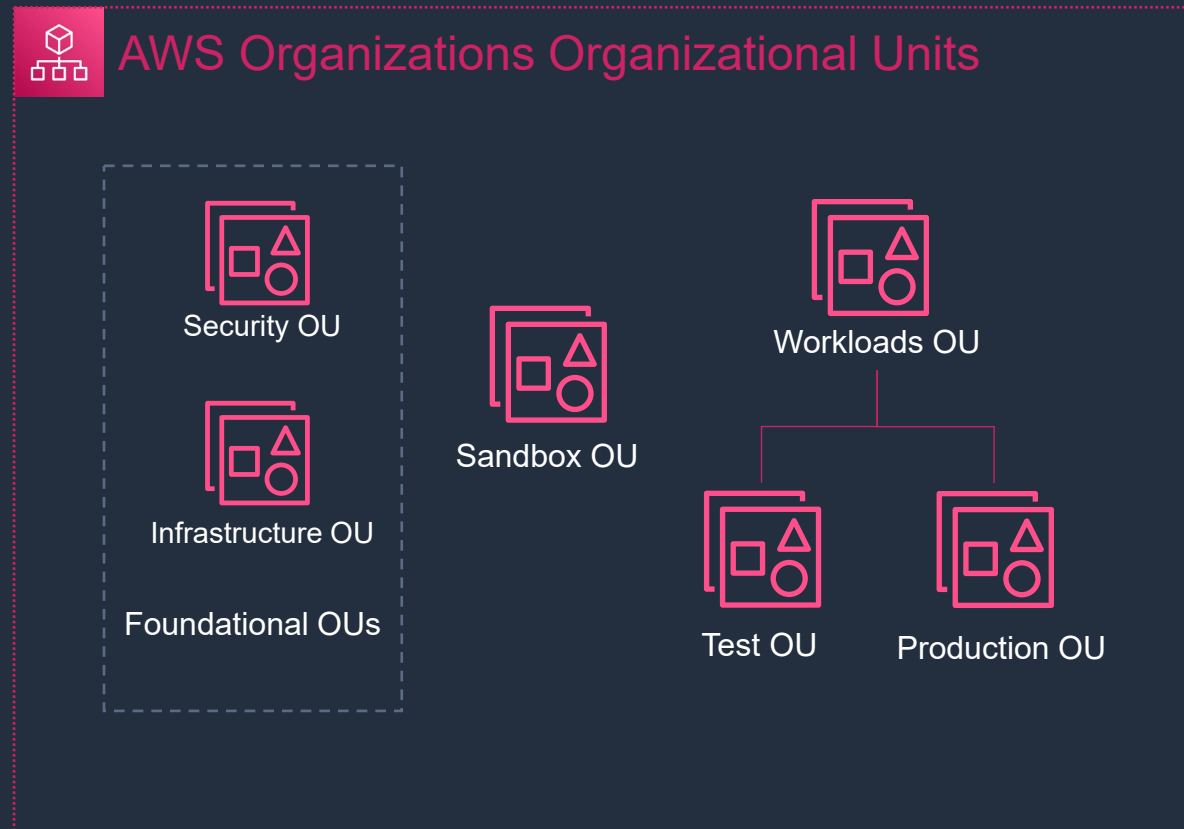 AWS Organizations Organizational Units
Security OU
Infrastructure OU
Foundational OUs
Sandbox OU
Workloads OU
Test OU
Production OU